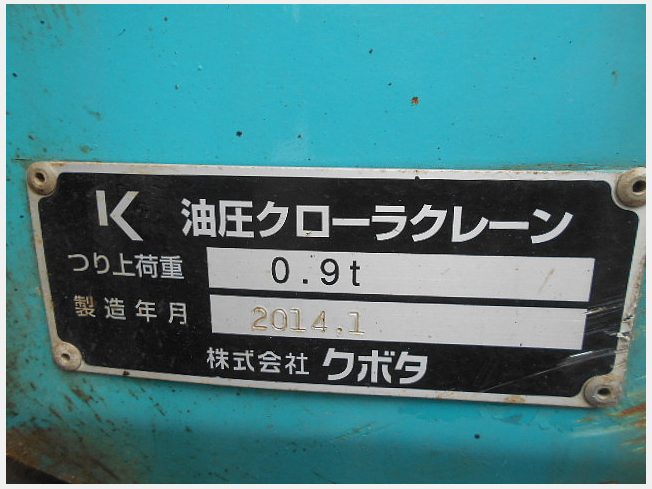 K 油圧クローラクレーン
つり上荷重 0.9t
製造年月 2014.1
株式会社 クボタ